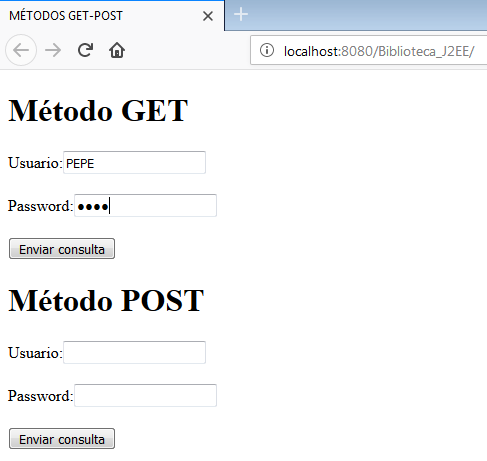 MÉTODOS GET-POST
localhost:8080/Biblioteca_J2EE/
Método GET
Usuario: PEPE
Password: ●●●●
Enviar consulta
Método POST
Usuario:
Password:
Enviar consulta